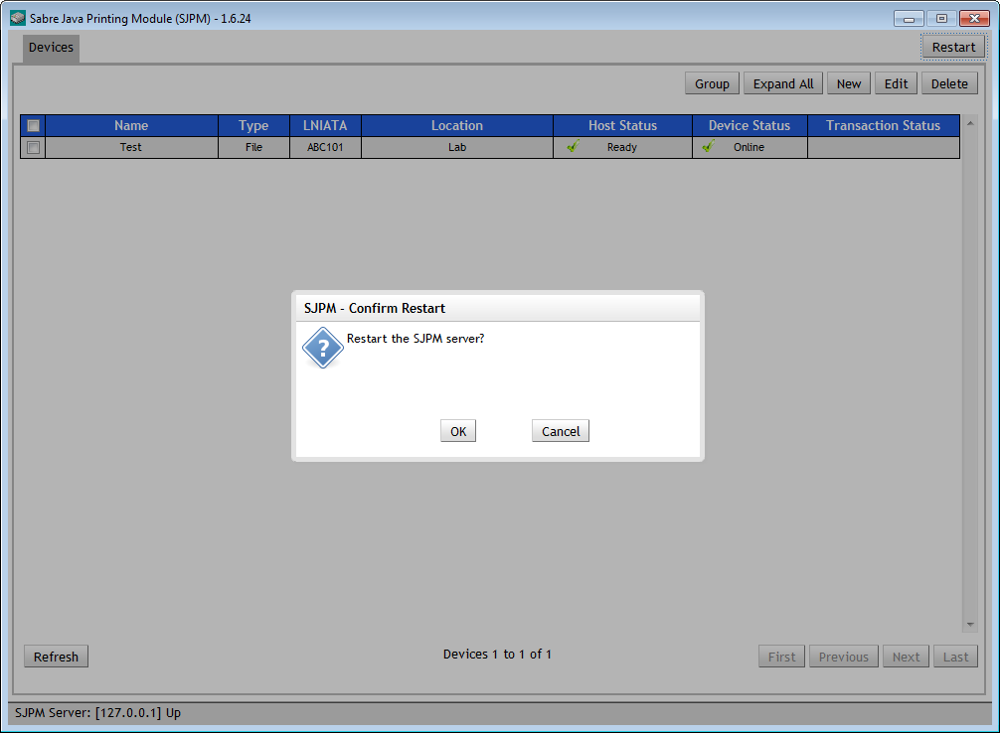 Sabre Java Printing Module (SJPM) - 1.6.24
Devices
Restart
Group Expand All New Edit Delete
Name Type LNIATA Location Host Status Device Status Transaction Status
Test File ABC101 Lab Ready Online
SJPM - Confirm Restart
?
Restart the SJPM server?
OK Cancel
Refresh Devices 1 to 1 of 1 First Previous Next Last
SJPM Server: [127.0.0.1] Up